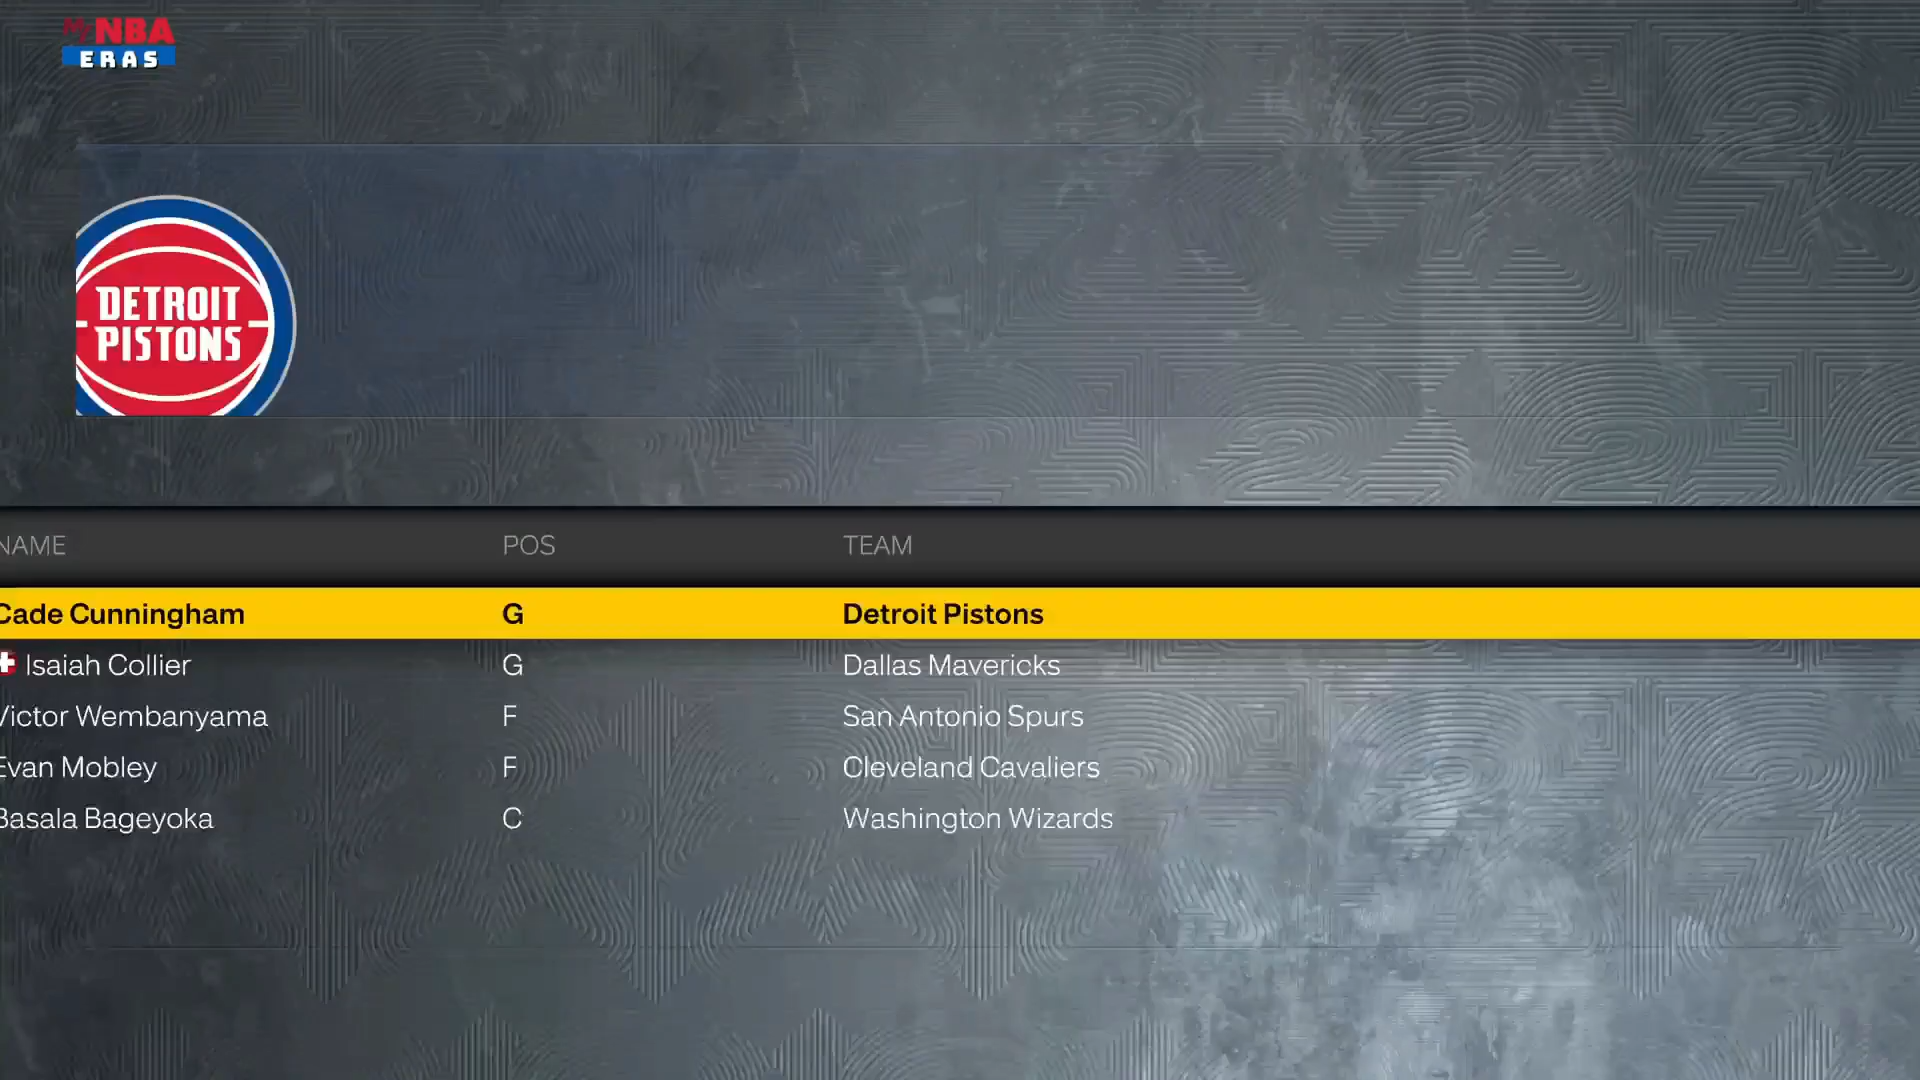 MyNBA
ERAS
DETROIT
PISTONS
NAME POS TEAM
Cade Cunningham G Detroit Pistons
Isaiah Collier G Dallas Mavericks
Victor Wembanyama F San Antonio Spurs
Evan Mobley F Cleveland Cavaliers
Basala Bageyoka C Washington Wizards